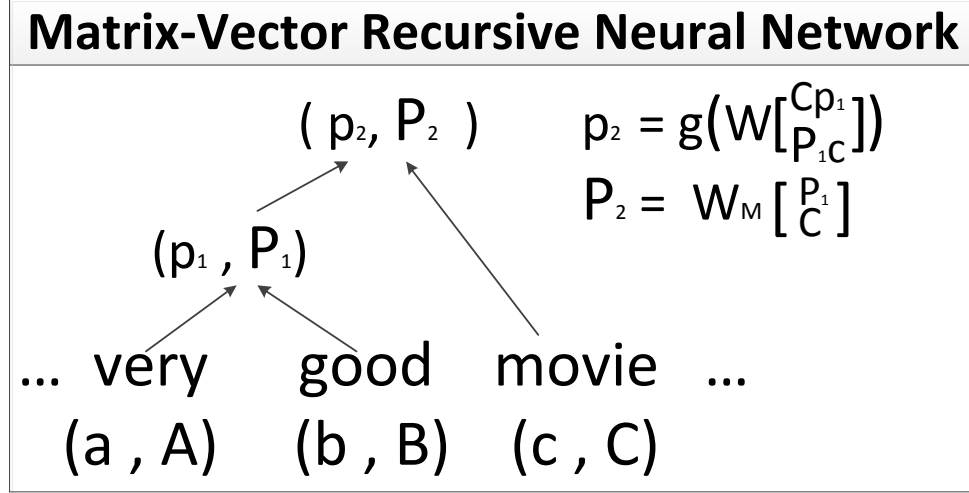 Matrix-Vector Recursive Neural Network
( p₂, P₂ ) p₂ = g(W[Cp₁ P₁c])
P₂ = W_M [P₁ C]
(p₁ , P₁)
... very good movie ...
(a , A) (b , B) (c , C)